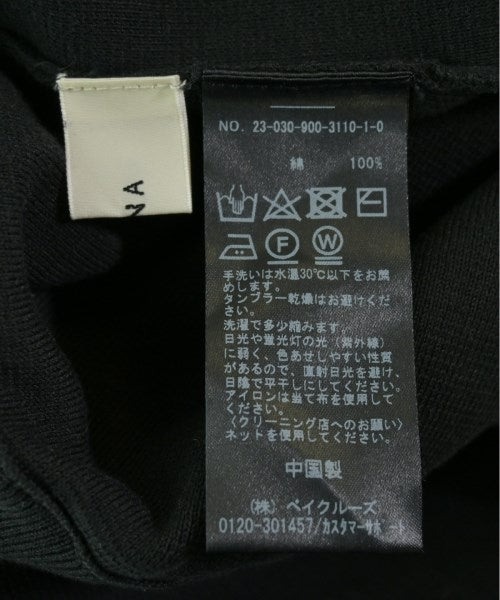 NA
NO. 23-030-900-3110-1-0
綿 100%
F W
手洗いは水温30℃以下をお薦
めします。
タンブラー乾燥はお避けくださ
い。
洗濯で多少縮みます。
日光や蛍光灯の光（紫外線）
に弱く、色あせしやすい性質
があるので、直射日光を避け、
日陰で平干しにしてください。
アイロンは当て布を使用して
ください。
〈クリーニング店へのお願い〉
ネットを使用してください。
中国製
（株）ベイクルーズ
0120-301457/カスタマーサポート